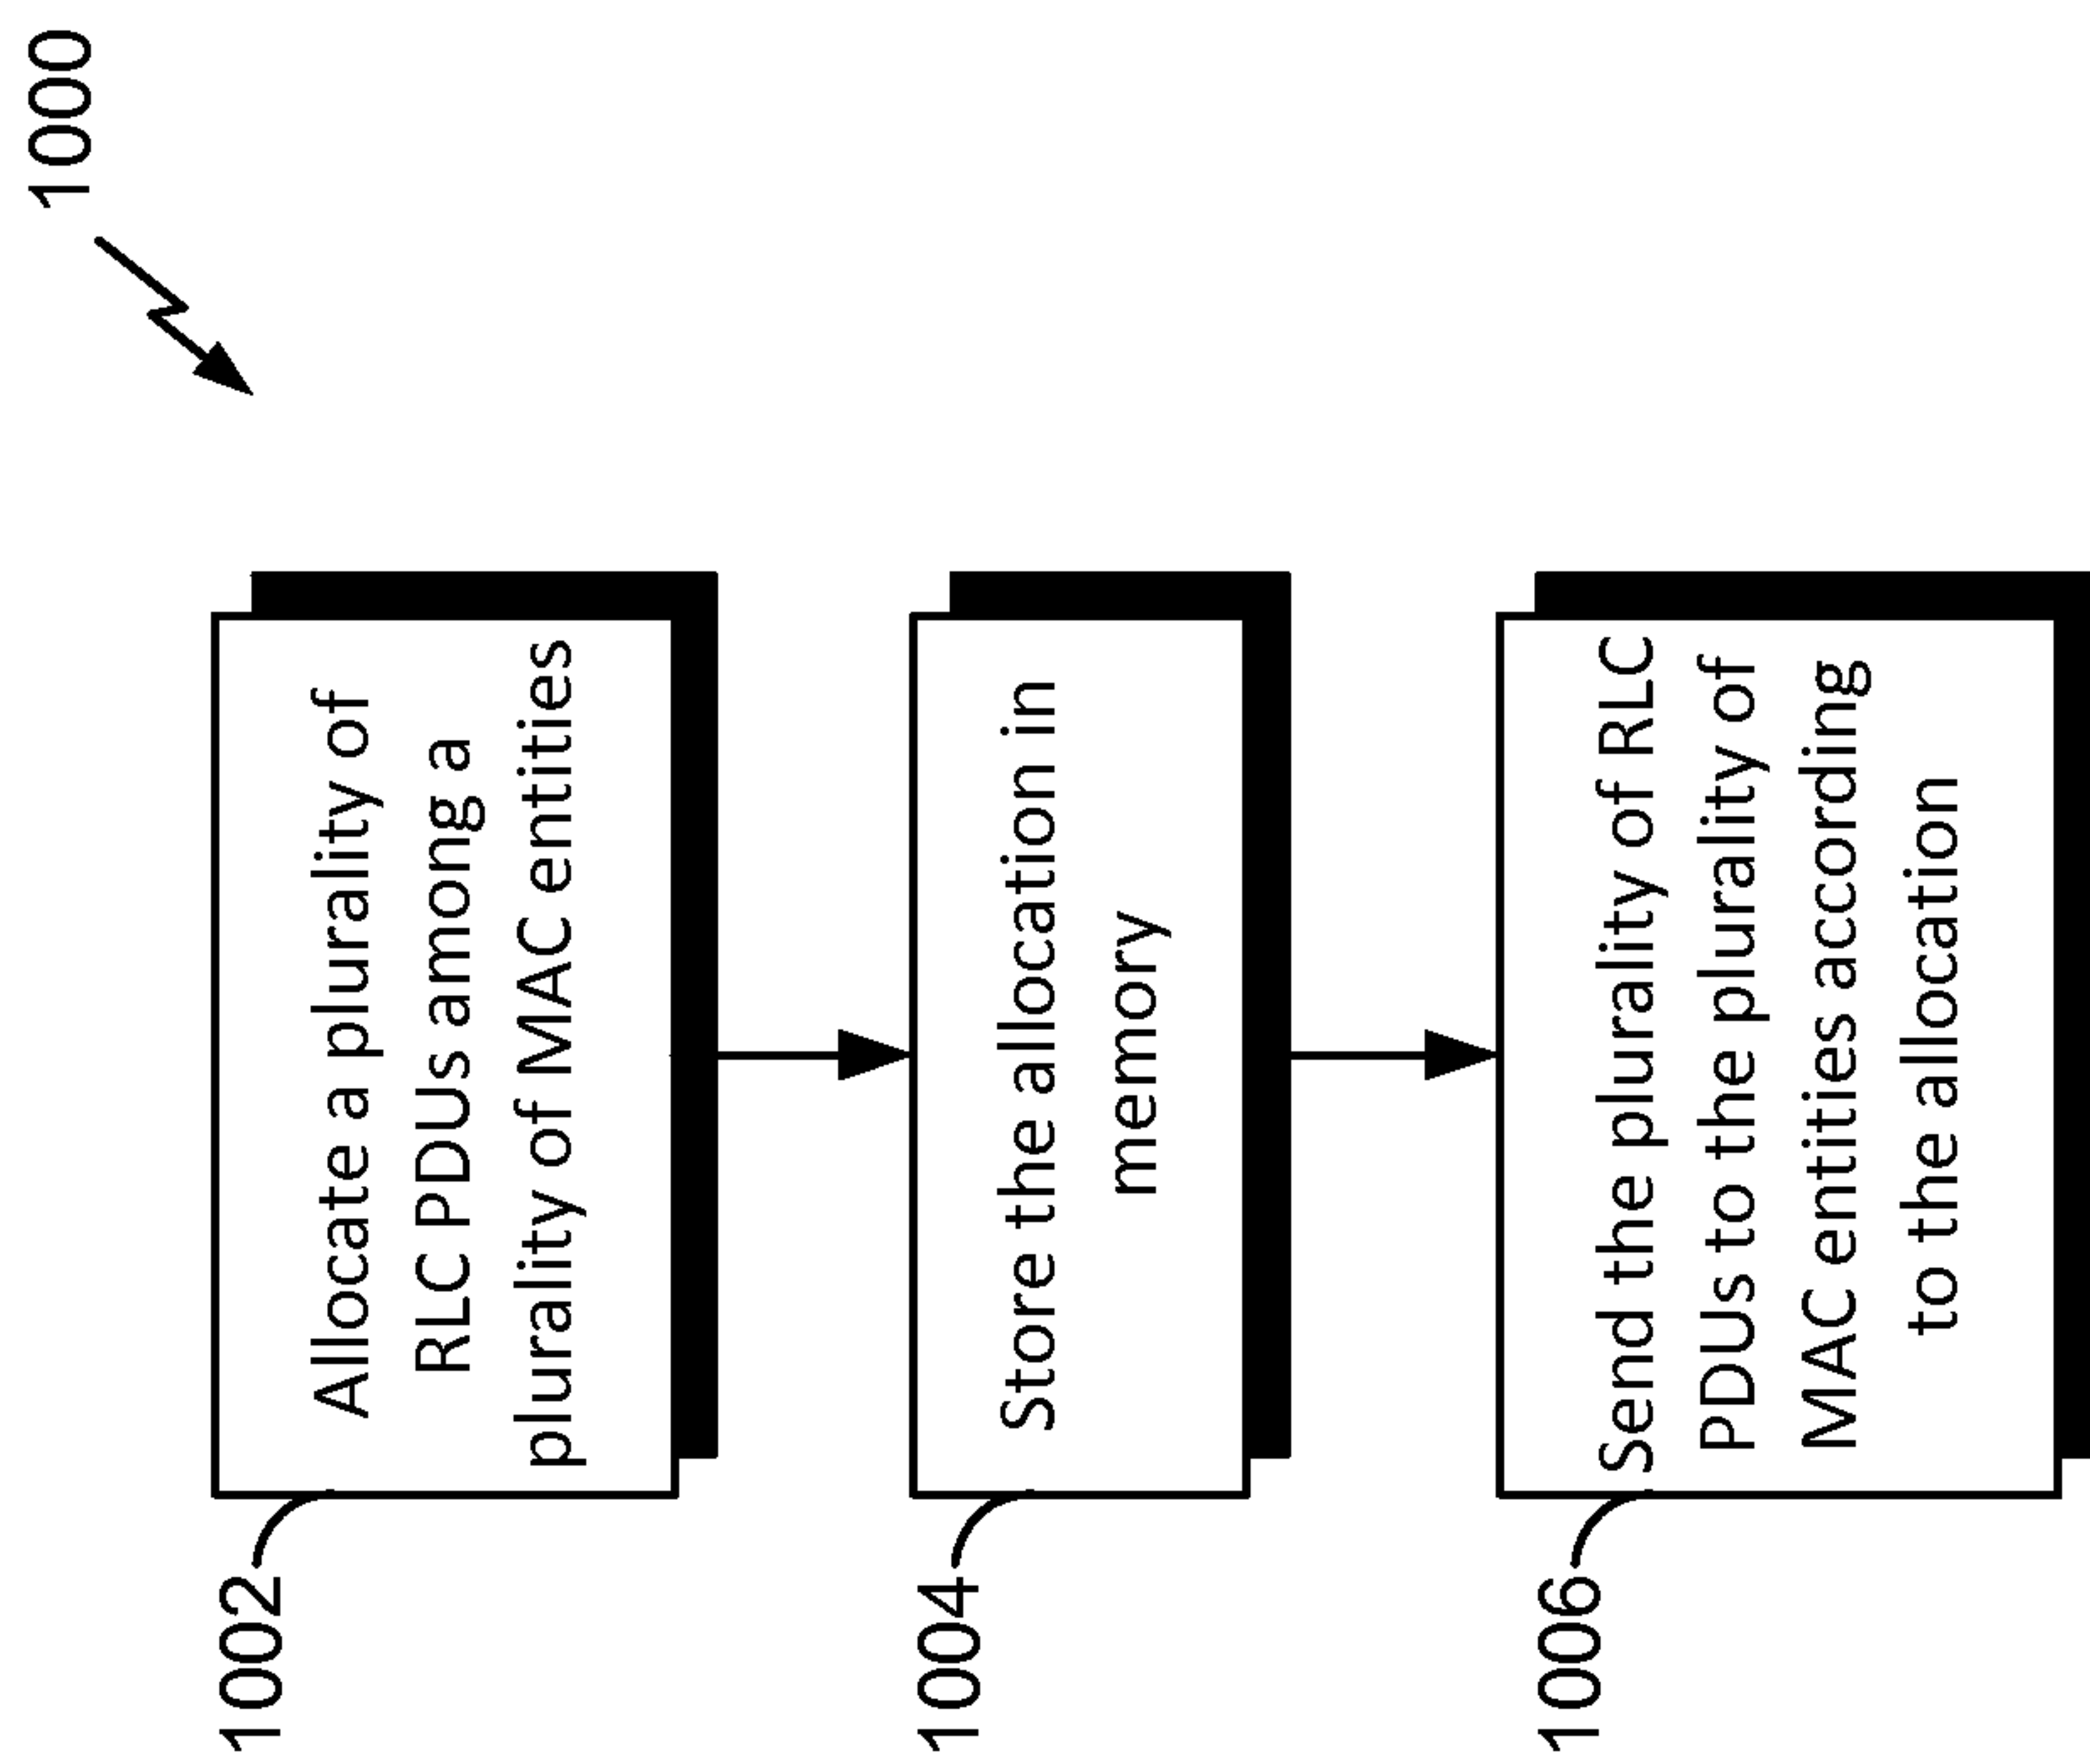 1000
1002
Allocate a plurality of
RLC PDUs among a
plurality of MAC entities
1004
Store the allocation in
memory
1006
Send the plurality of RLC
PDUs to the plurality of
MAC entities according
to the allocation